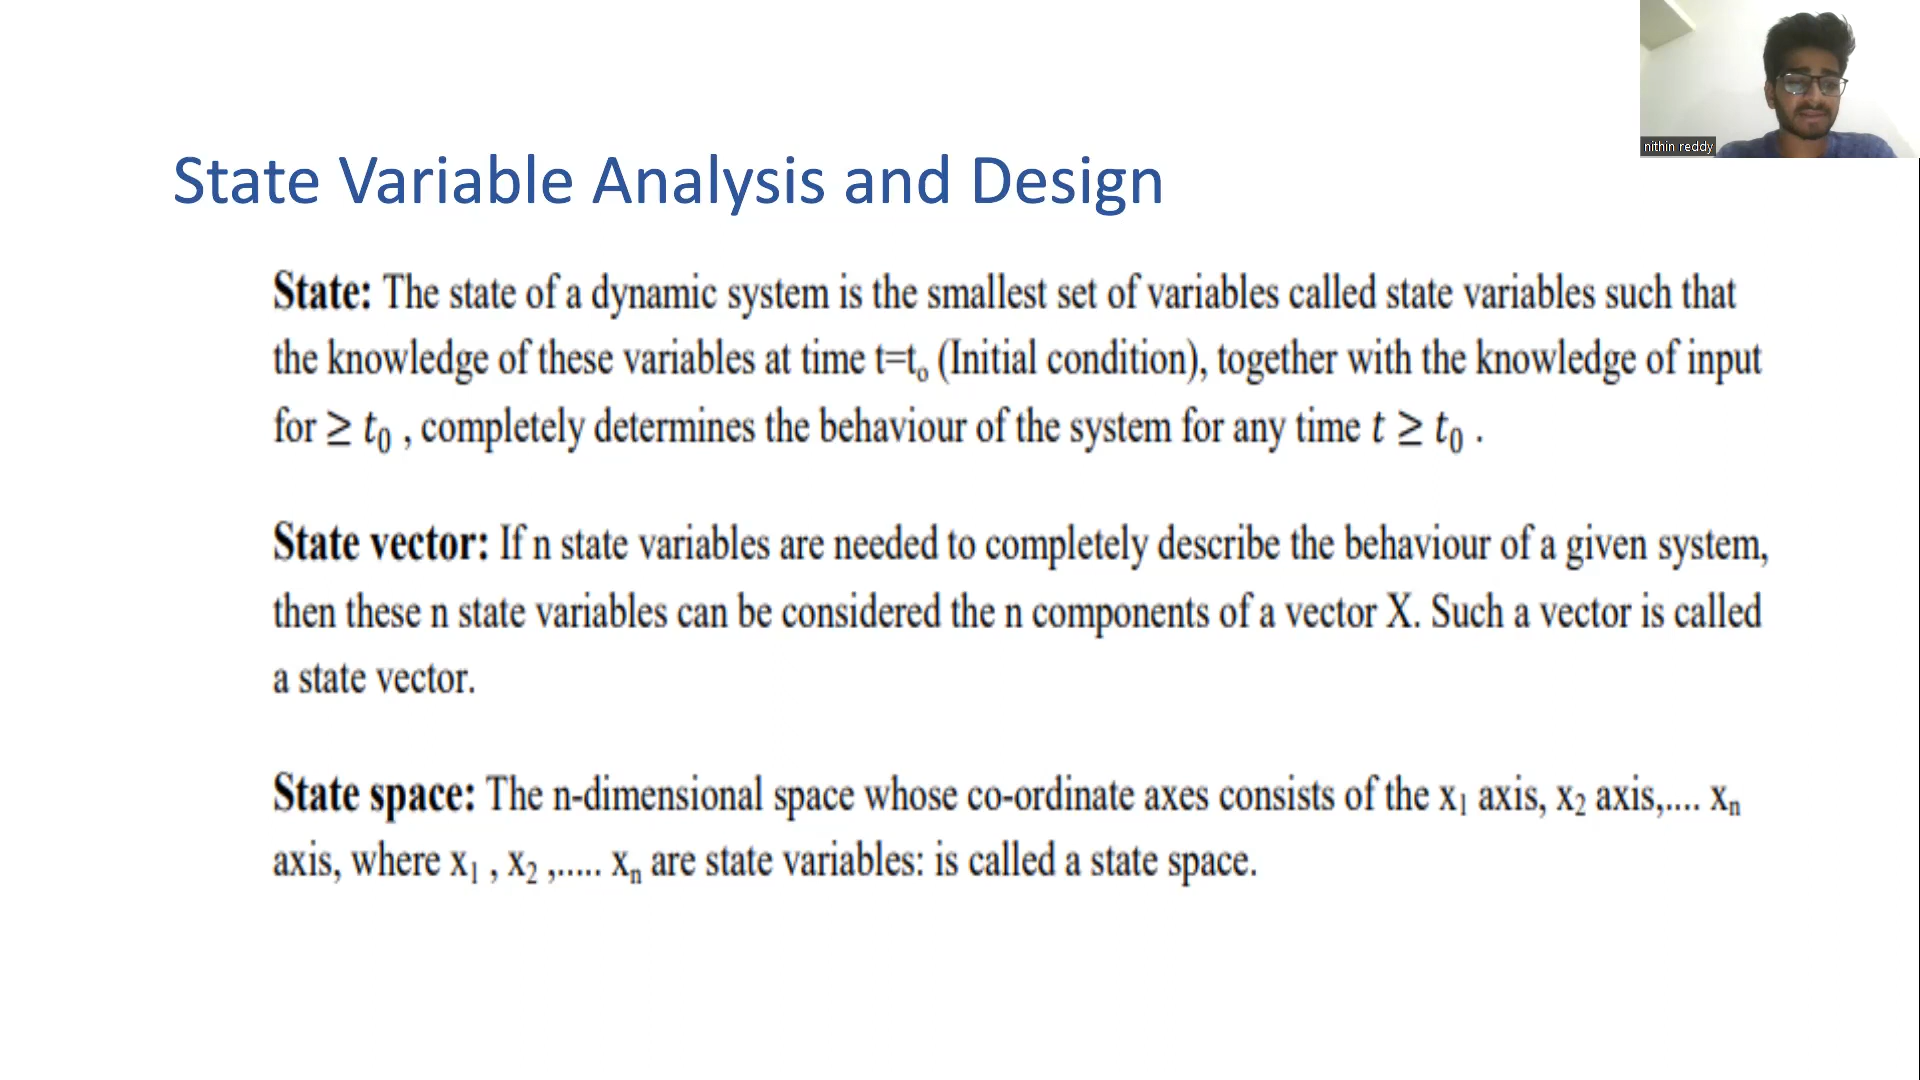 nithin reddy
State Variable Analysis and Design
State: The state of a dynamic system is the smallest set of variables called state variables such that
the knowledge of these variables at time t=tₒ (Initial condition), together with the knowledge of input
for ≥ t₀ , completely determines the behaviour of the system for any time t ≥ t₀ .
State vector: If n state variables are needed to completely describe the behaviour of a given system,
then these n state variables can be considered the n components of a vector X. Such a vector is called
a state vector.
State space: The n-dimensional space whose co-ordinate axes consists of the x₁ axis, x₂ axis,.... xₙ
axis, where x₁ , x₂ ,..... xₙ are state variables: is called a state space.